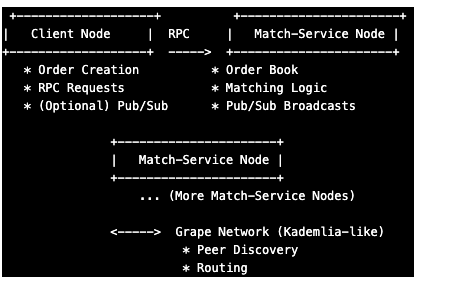 +--------------------+           +-----------------------+
|   Client Node     |  RPC     |   Match-Service Node |
+--------------------+  ----->  +-----------------------+
* Order Creation          * Order Book
* RPC Requests            * Matching Logic
* (Optional) Pub/Sub      * Pub/Sub Broadcasts
+-----------------------+
|   Match-Service Node |
+-----------------------+
... (More Match-Service Nodes)
<-----> Grape Network (Kademlia-like)
* Peer Discovery
* Routing